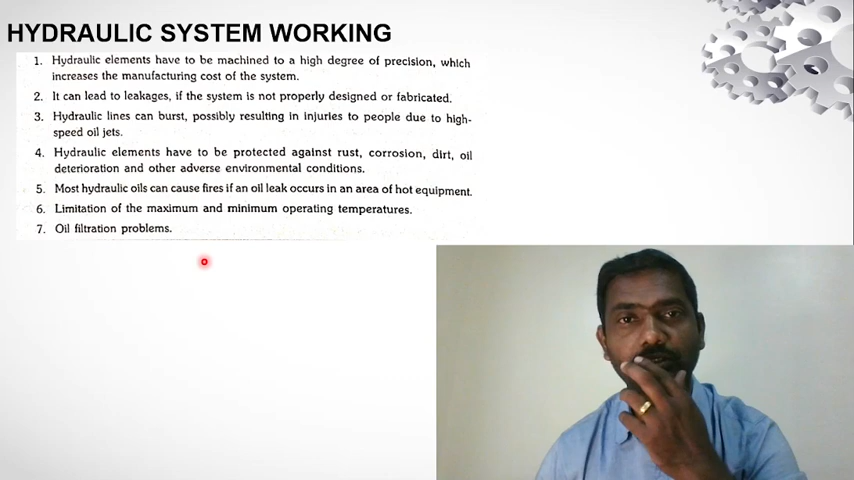 HYDRAULIC SYSTEM WORKING
1. Hydraulic elements have to be machined to a high degree of precision, which
increases the manufacturing cost of the system.
2. It can lead to leakages, if the system is not properly designed or fabricated.
3. Hydraulic lines can burst, possibly resulting in injuries to people due to high-
speed oil jets.
4. Hydraulic elements have to be protected against rust, corrosion, dirt, oil
deterioration and other adverse environmental conditions.
5. Most hydraulic oils can cause fires if an oil leak occurs in an area of hot equipment.
6. Limitation of the maximum and minimum operating temperatures.
7. Oil filtration problems.